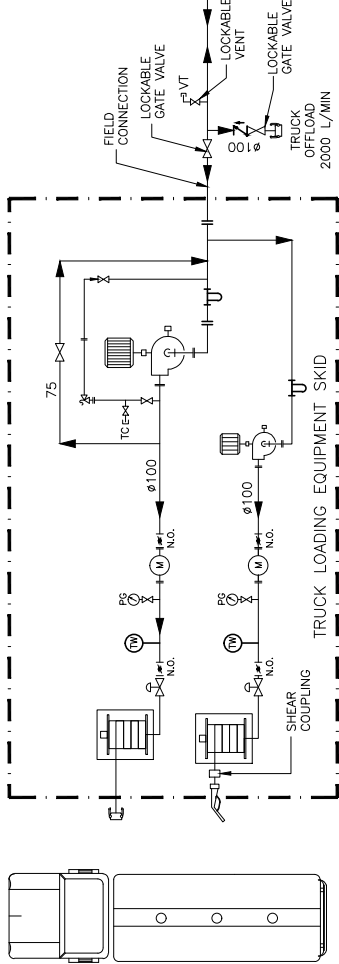 VT
LOCKABLE
VENT
LOCKABLE
GATE VALVE
FIELD
CONNECTION
LOCKABLE
GATE VALVE
ø100
TRUCK
OFFLOAD
2000 L/MIN
75
TC
ø100
N.O.
M
PG
TW
N.O.
ø100
N.O.
M
PG
TW
N.O.
SHEAR
COUPLING
TRUCK LOADING EQUIPMENT SKID